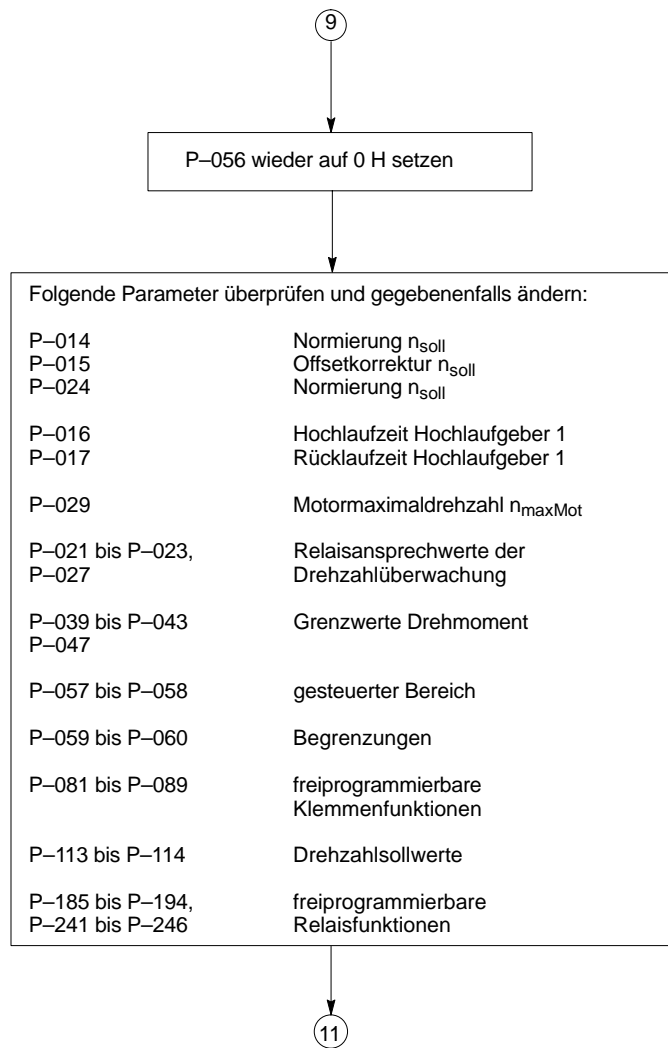 9
P–056 wieder auf 0 H setzen
Folgende Parameter überprüfen und gegebenenfalls ändern:
P–014 Normierung nsoll
P–015 Offsetkorrektur nsoll
P–024 Normierung nsoll
P–016 Hochlaufzeit Hochlaufgeber 1
P–017 Rücklaufzeit Hochlaufgeber 1
P–029 Motormaximaldrehzahl nmaxMot
P–021 bis P–023, Relaisansprechwerte der
P–027 Drehzahlüberwachung
P–039 bis P–043 Grenzwerte Drehmoment
P–047
P–057 bis P–058 gesteuerter Bereich
P–059 bis P–060 Begrenzungen
P–081 bis P–089 freiprogrammierbare
Klemmenfunktionen
P–113 bis P–114 Drehzahlsollwerte
P–185 bis P–194, freiprogrammierbare
P–241 bis P–246 Relaisfunktionen
11